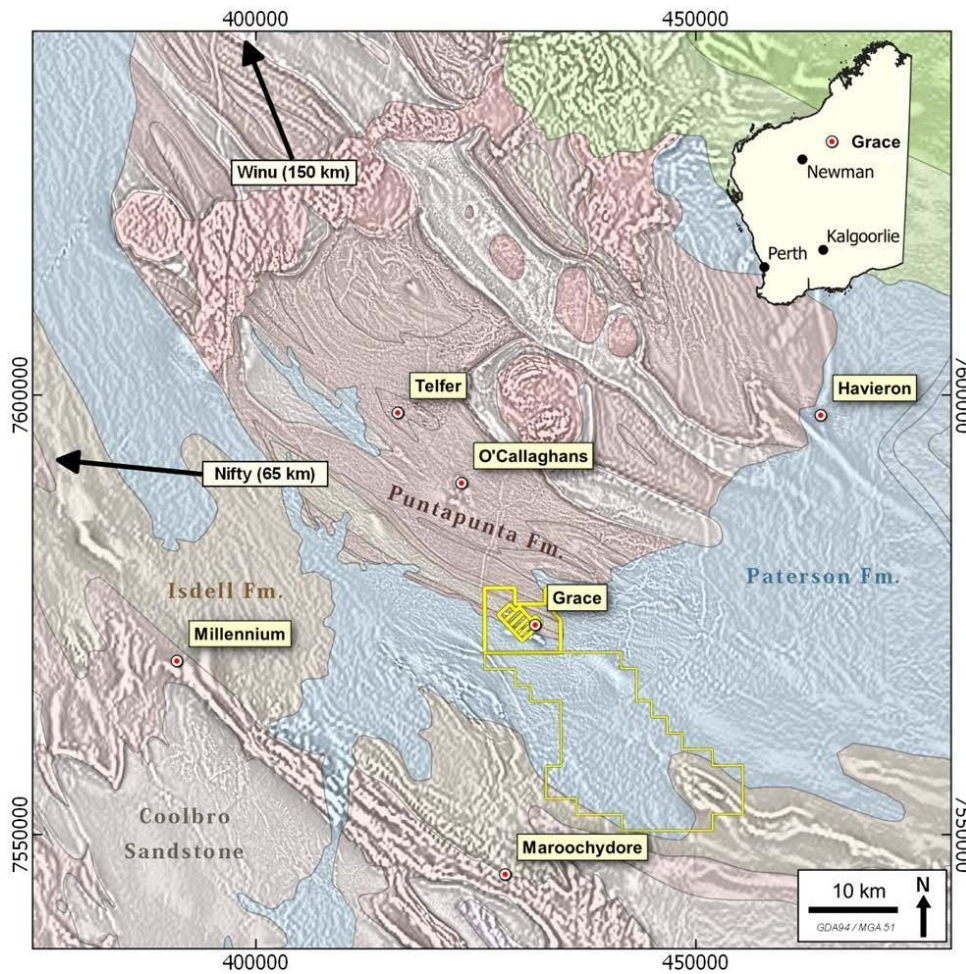 400000
450000
Winu (150 km)
Grace
Newman
Kalgoorlie
Perth
7600000
7600000
Telfer
Havieron
O'Callaghans
Nifty (65 km)
Puntapunta Fm.
Isdell Fm.
Paterson Fm.
Grace
Millennium
Coolbro
Sandstone
7550000
7550000
Maroochydore
10 km
N
GDA94 / MGA 51
400000
450000